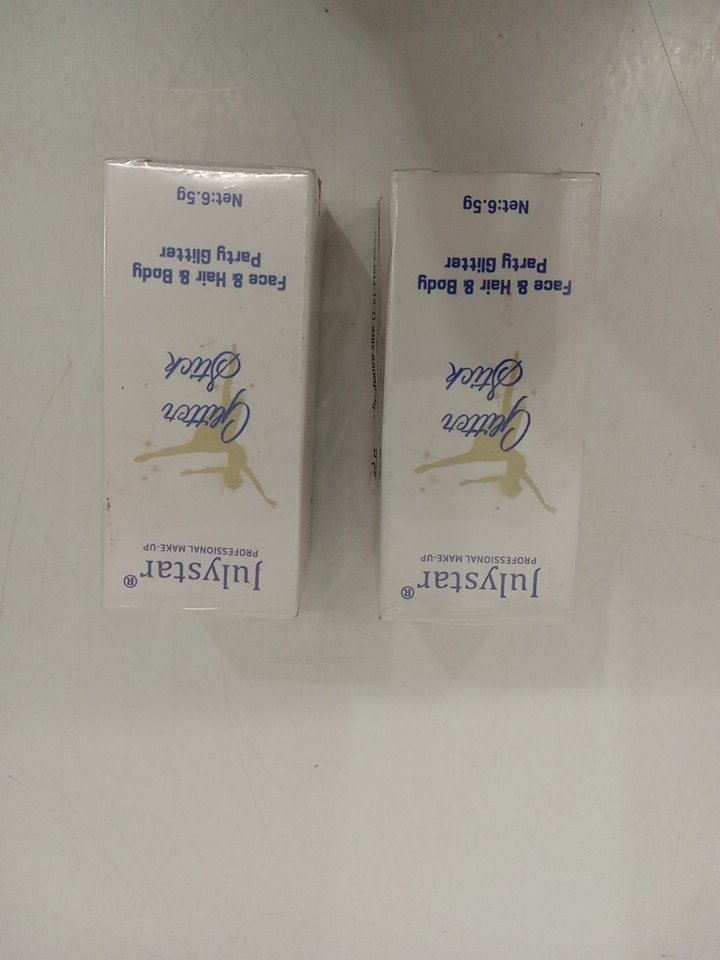 Julystar®
PROFESSIONAL MAKE-UP
Glitter
Stick
Face & Hair & Body
Party Glitter
Net:6.5g
Julystar®
PROFESSIONAL MAKE-UP
Glitter
Stick
Face & Hair & Body
Party Glitter
Net:6.5g